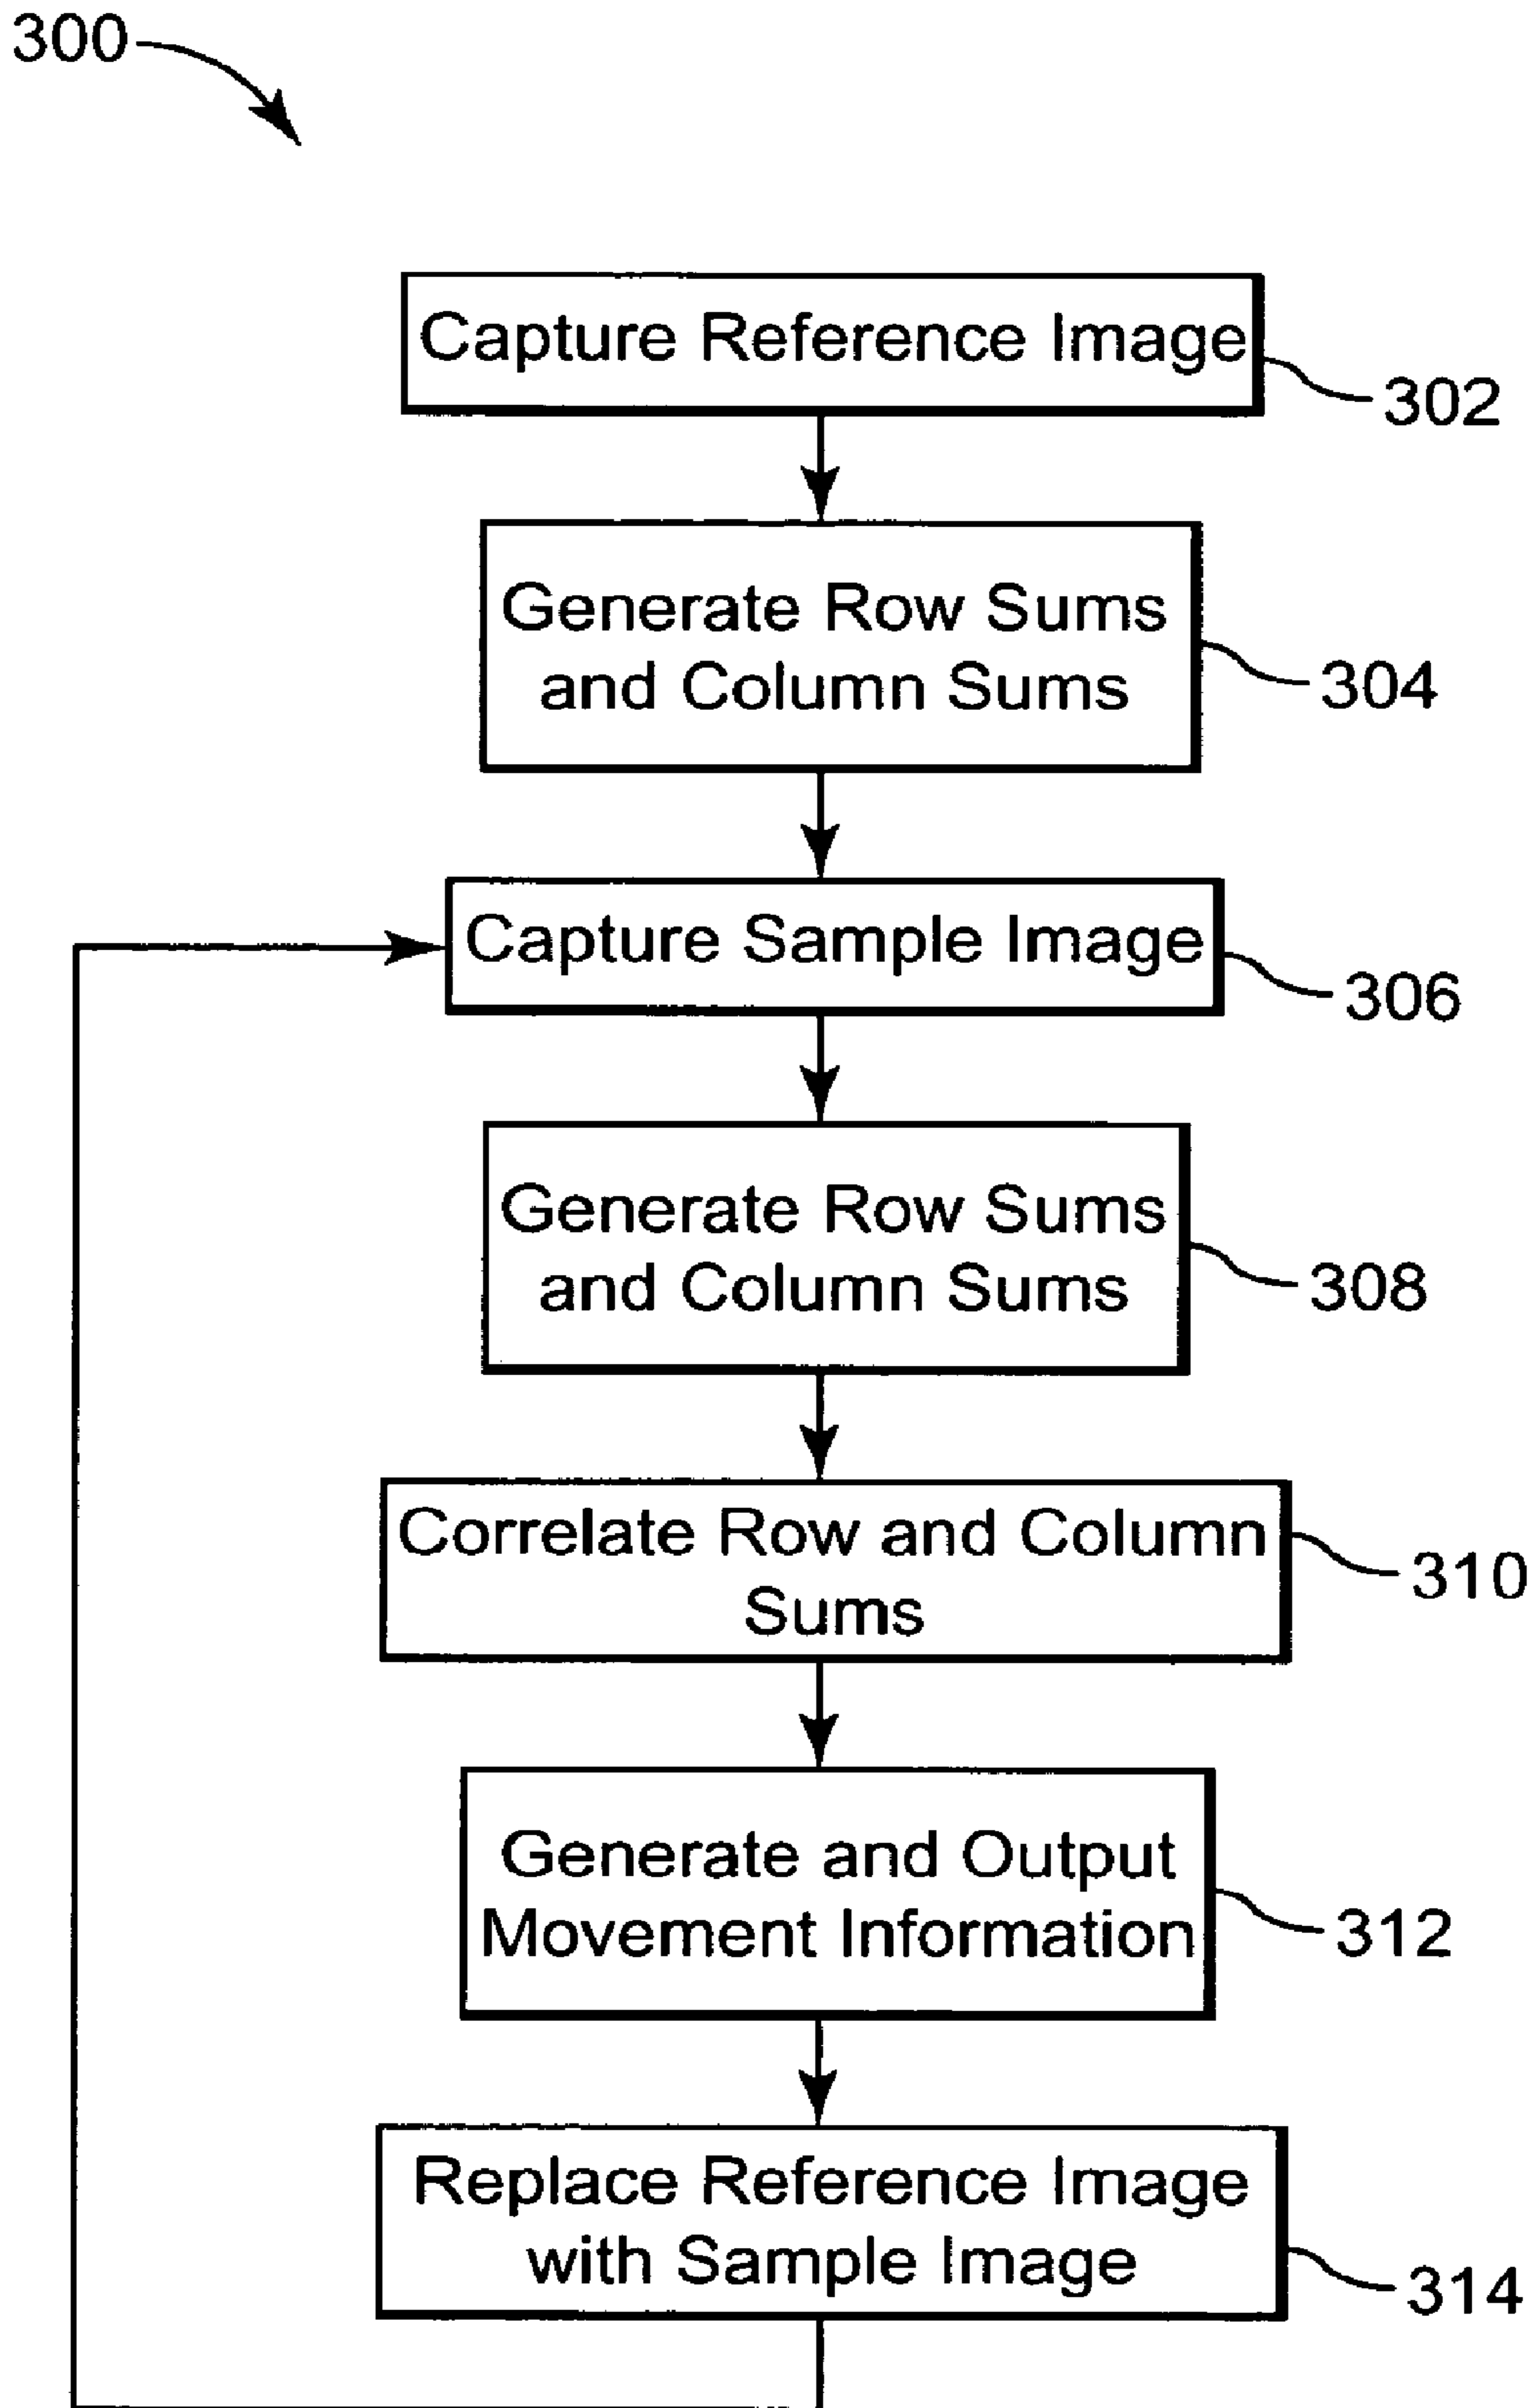 300
Capture Reference Image
302
Generate Row Sums
and Column Sums
304
Capture Sample Image
306
Generate Row Sums
and Column Sums
308
Correlate Row and Column
Sums
310
Generate and Output
Movement Information
312
Replace Reference Image
with Sample Image
314